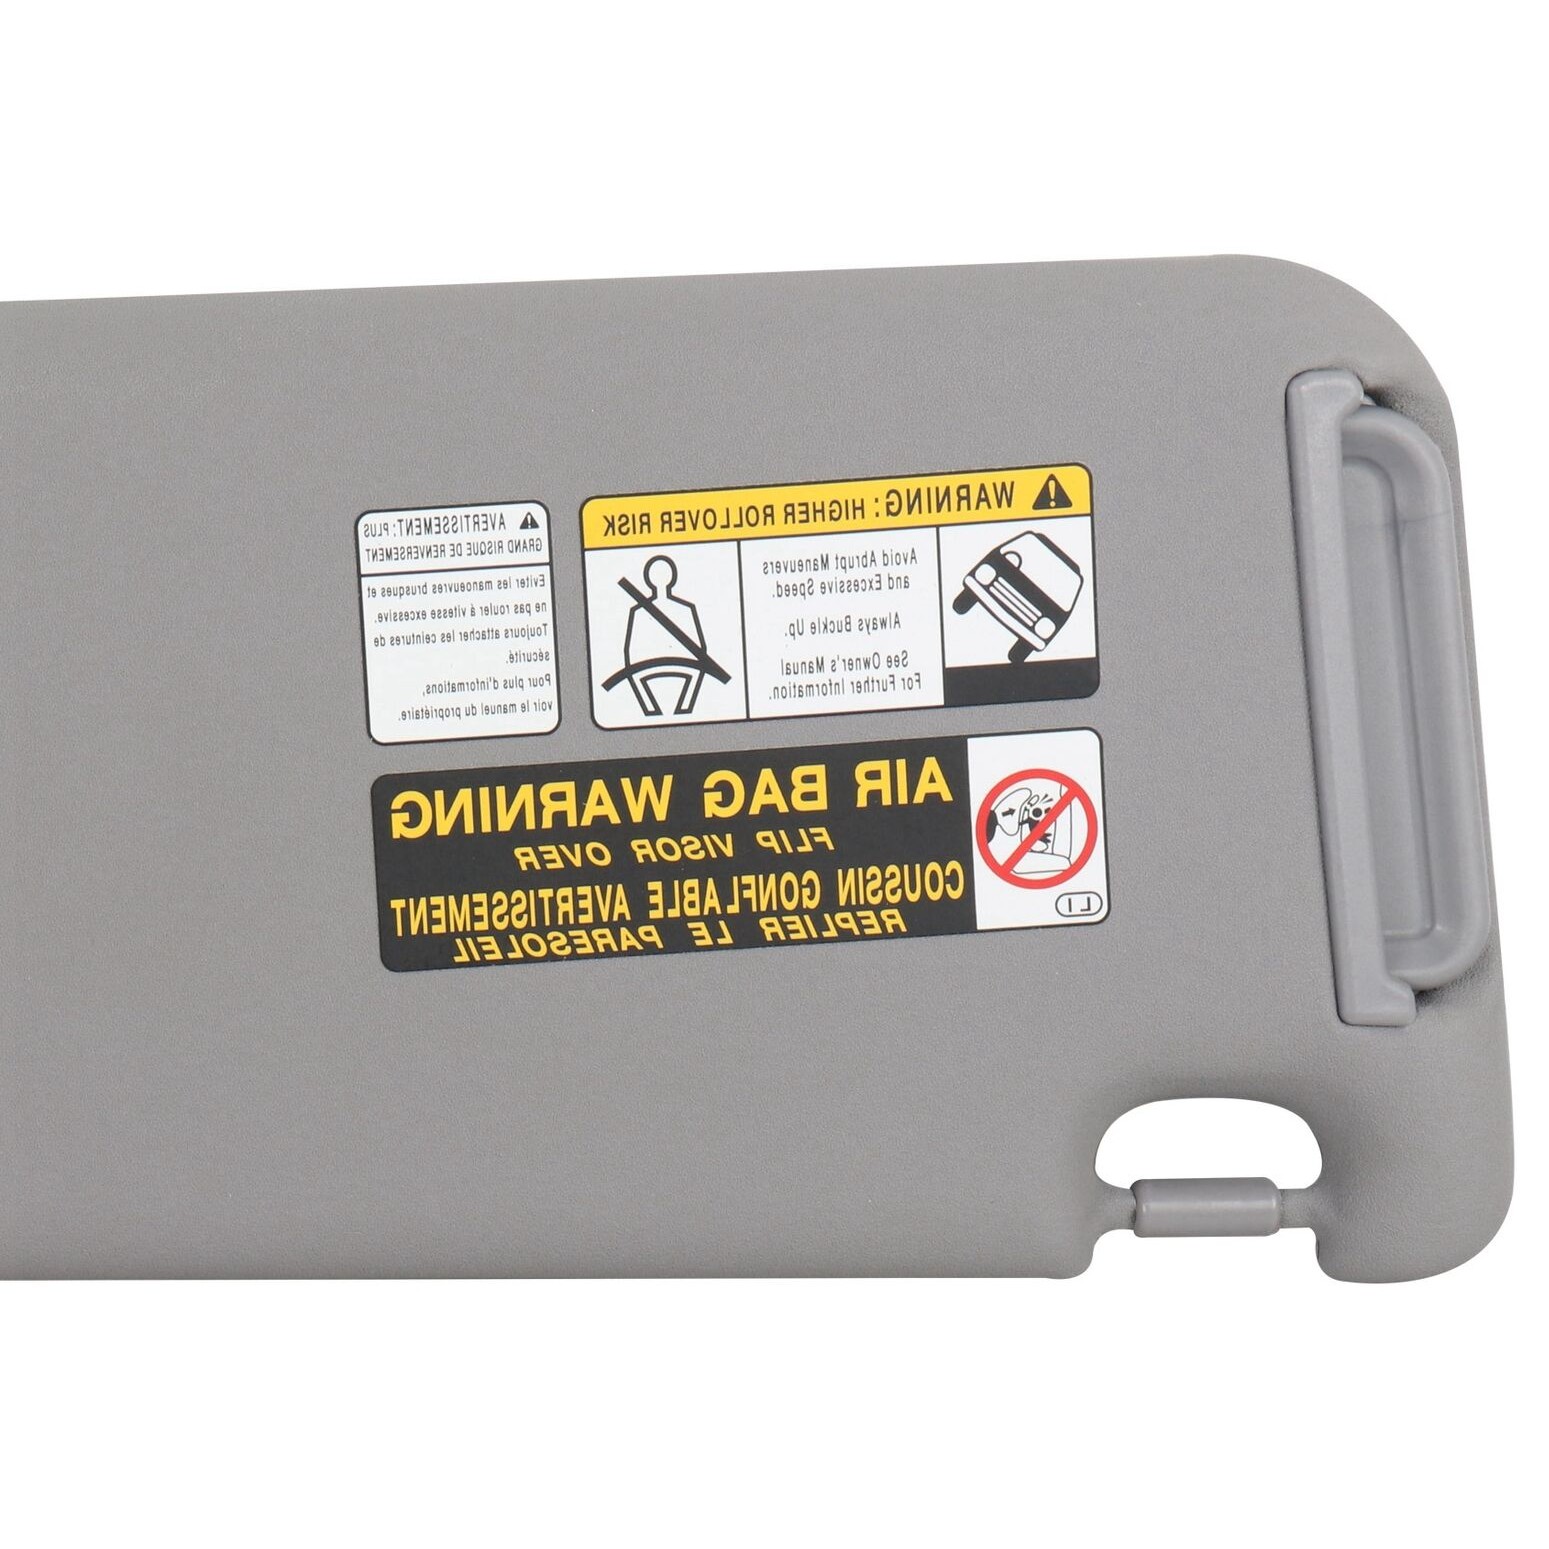 WARNING: HIGHER ROLLOVER RISK
Avoid Abrupt Maneuvers
and Excessive Speed.
Always Buckle Up.
See Owner's Manual
For Further Information.
AVERTISSEMENT: PLUS
GRAND RISQUE DE RENVERSEMENT
Eviter les manoeuvres brusques et
ne pas rouler á vitesse excessive.
Toujours attacher les ceintures de
sécurité.
Pour plus d'informations,
voir le manuel du propriétaire.
AIR BAG WARNING
FLIP VISOR OVER
COUSSIN GONFLABLE AVERTISSEMENT
REPLIER LE PARESOLEIL
LI